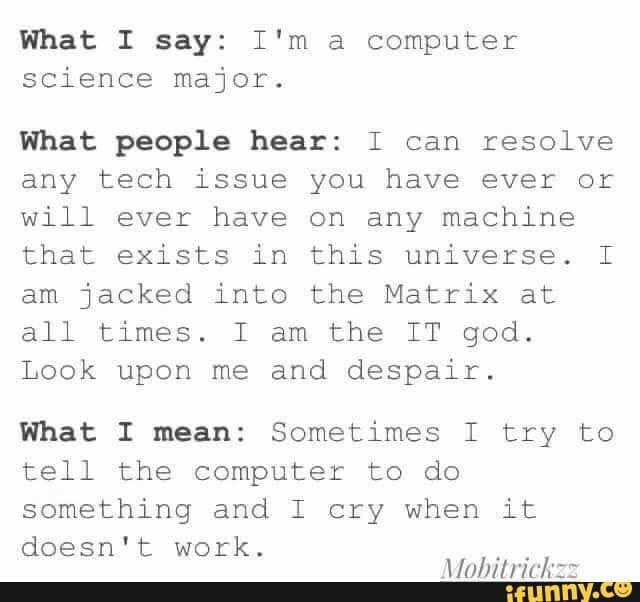 What I say: I'm a computer
science major.
What people hear: I can resolve
any tech issue you have ever or
will ever have on any machine
that exists in this universe. I
am jacked into the Matrix at
all times. I am the IT god.
Look upon me and despair.
What I mean: Sometimes I try to
tell the computer to do
something and I cry when it
doesn't work.
Mobitrickzz
ifunny.co